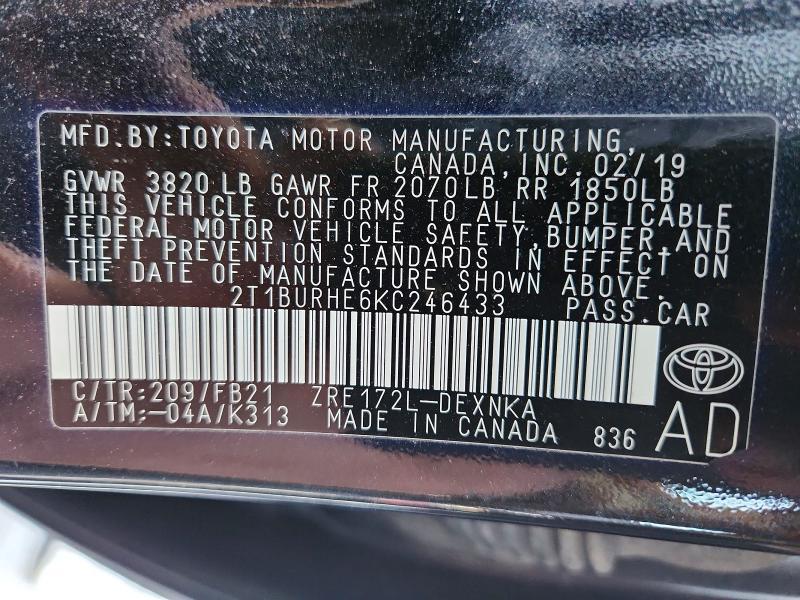 MFD.BY:TOYOTA MOTOR MANUFACTURING,
CANADA,INC.02/19
GVWR 3820LB GAWR FR 2070LB RR 1850LB
THIS VEHICLE CONFORMS TO ALL APPLICABLE
FEDERAL MOTOR VEHICLE SAFETY,BUMPER,AND
THEFT PREVENTION STANDARDS IN EFFECT ON
THE DATE OF MANUFACTURE SHOWN ABOVE.
2T1BURHE6KC246433 PASS.CAR
C/TR:209/FB21 ZRE172L-DEXNKA
A/TM:-04A/K313 MADE IN CANADA 836 AD